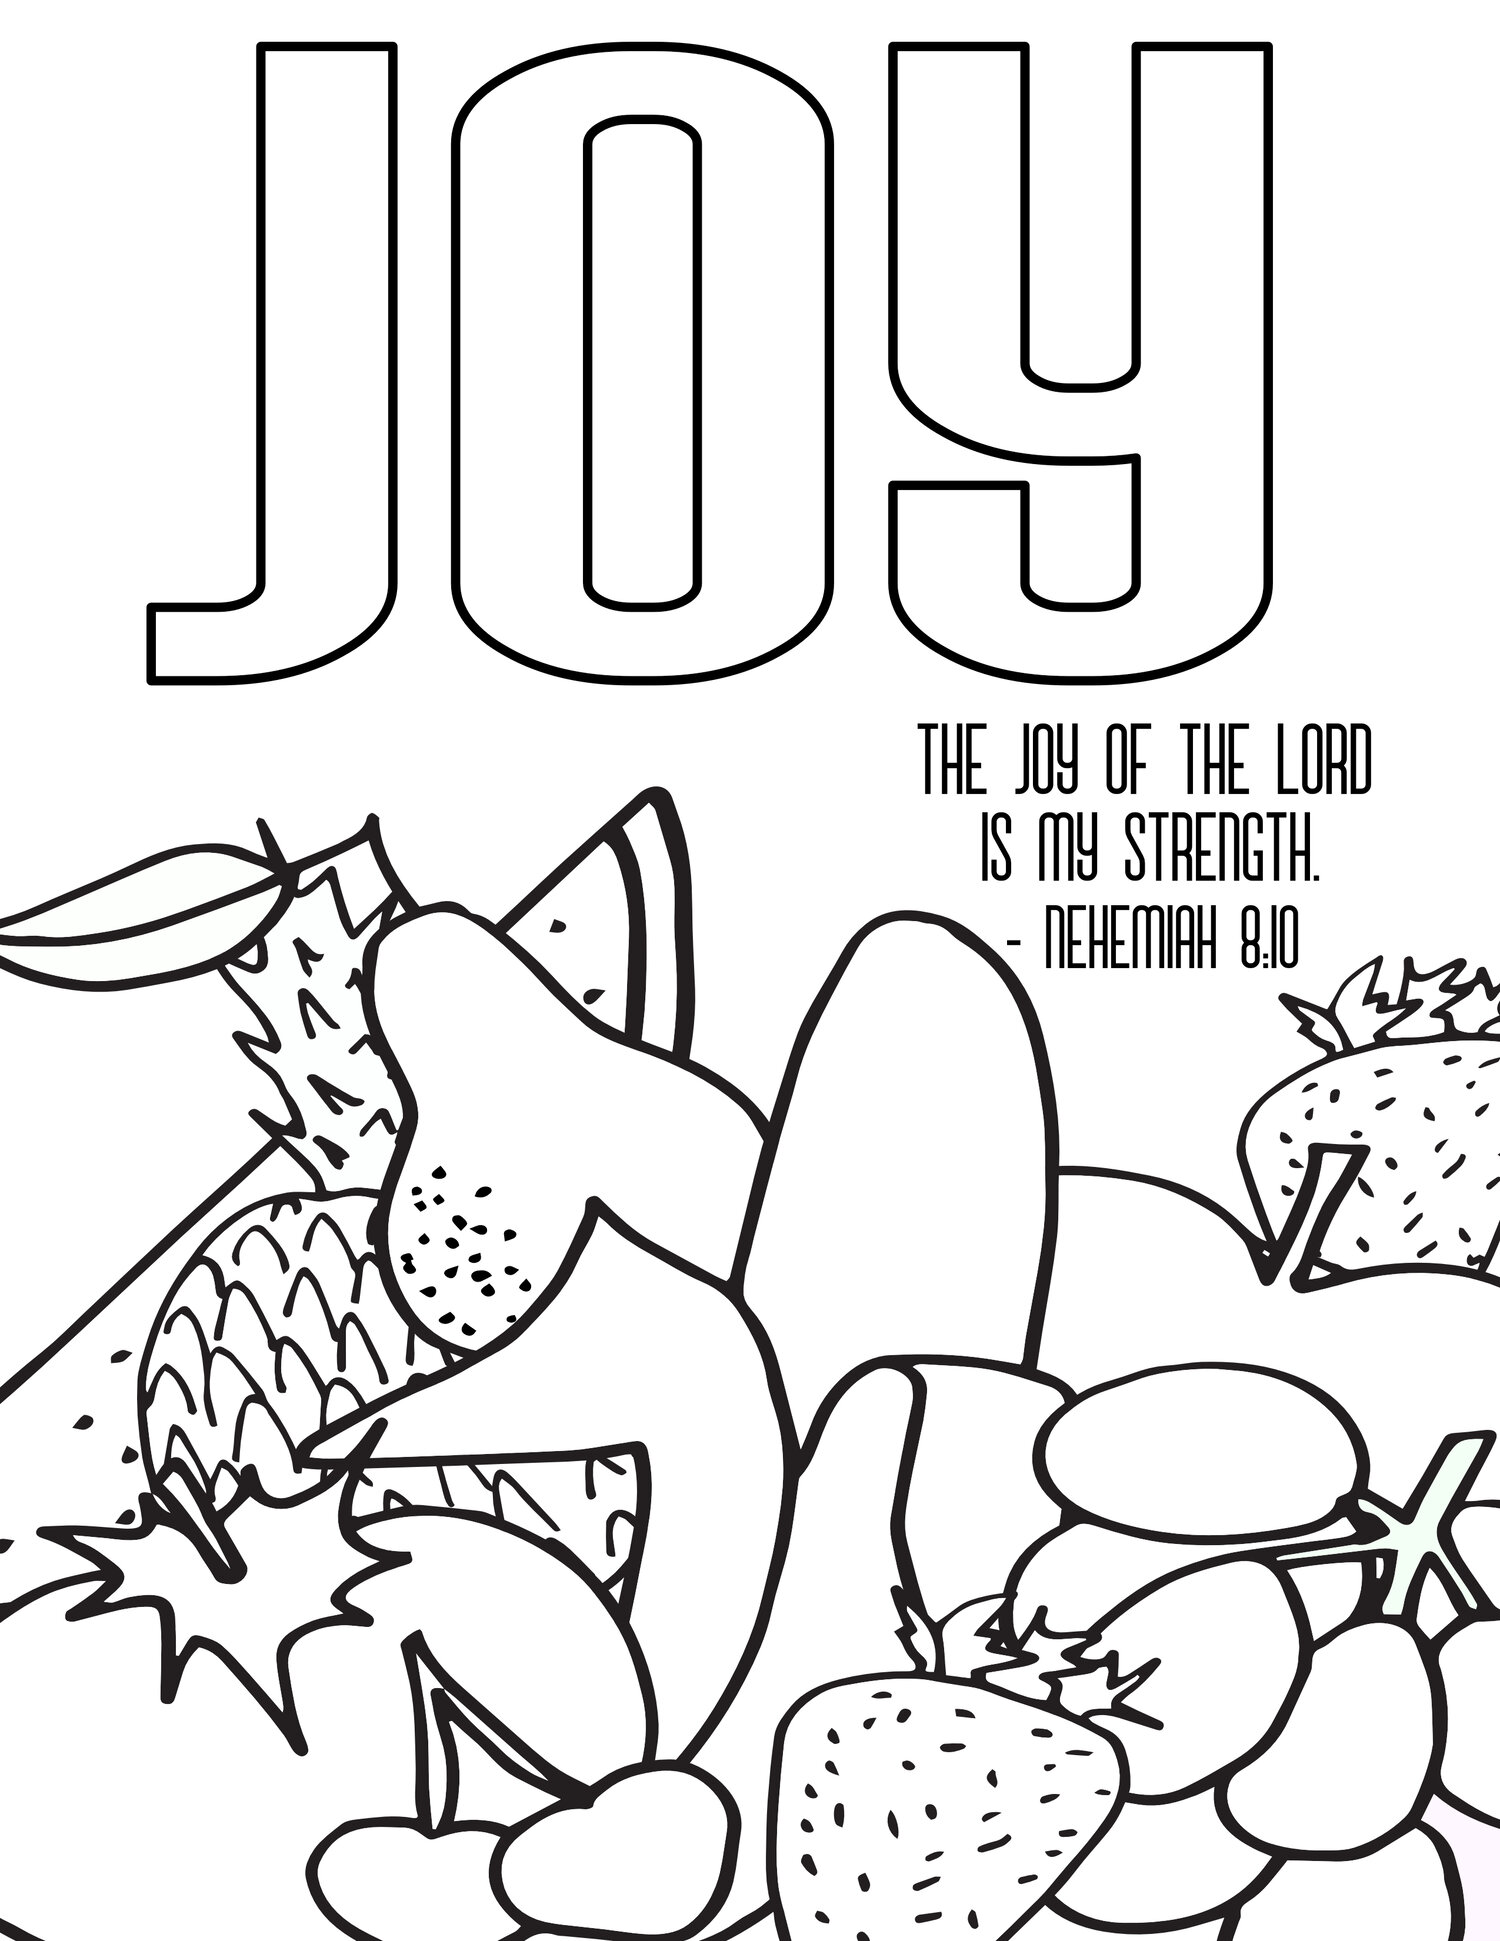 JOY
THE JOY OF THE LORD
IS MY STRENGTH.
- NEHEMIAH 8:10